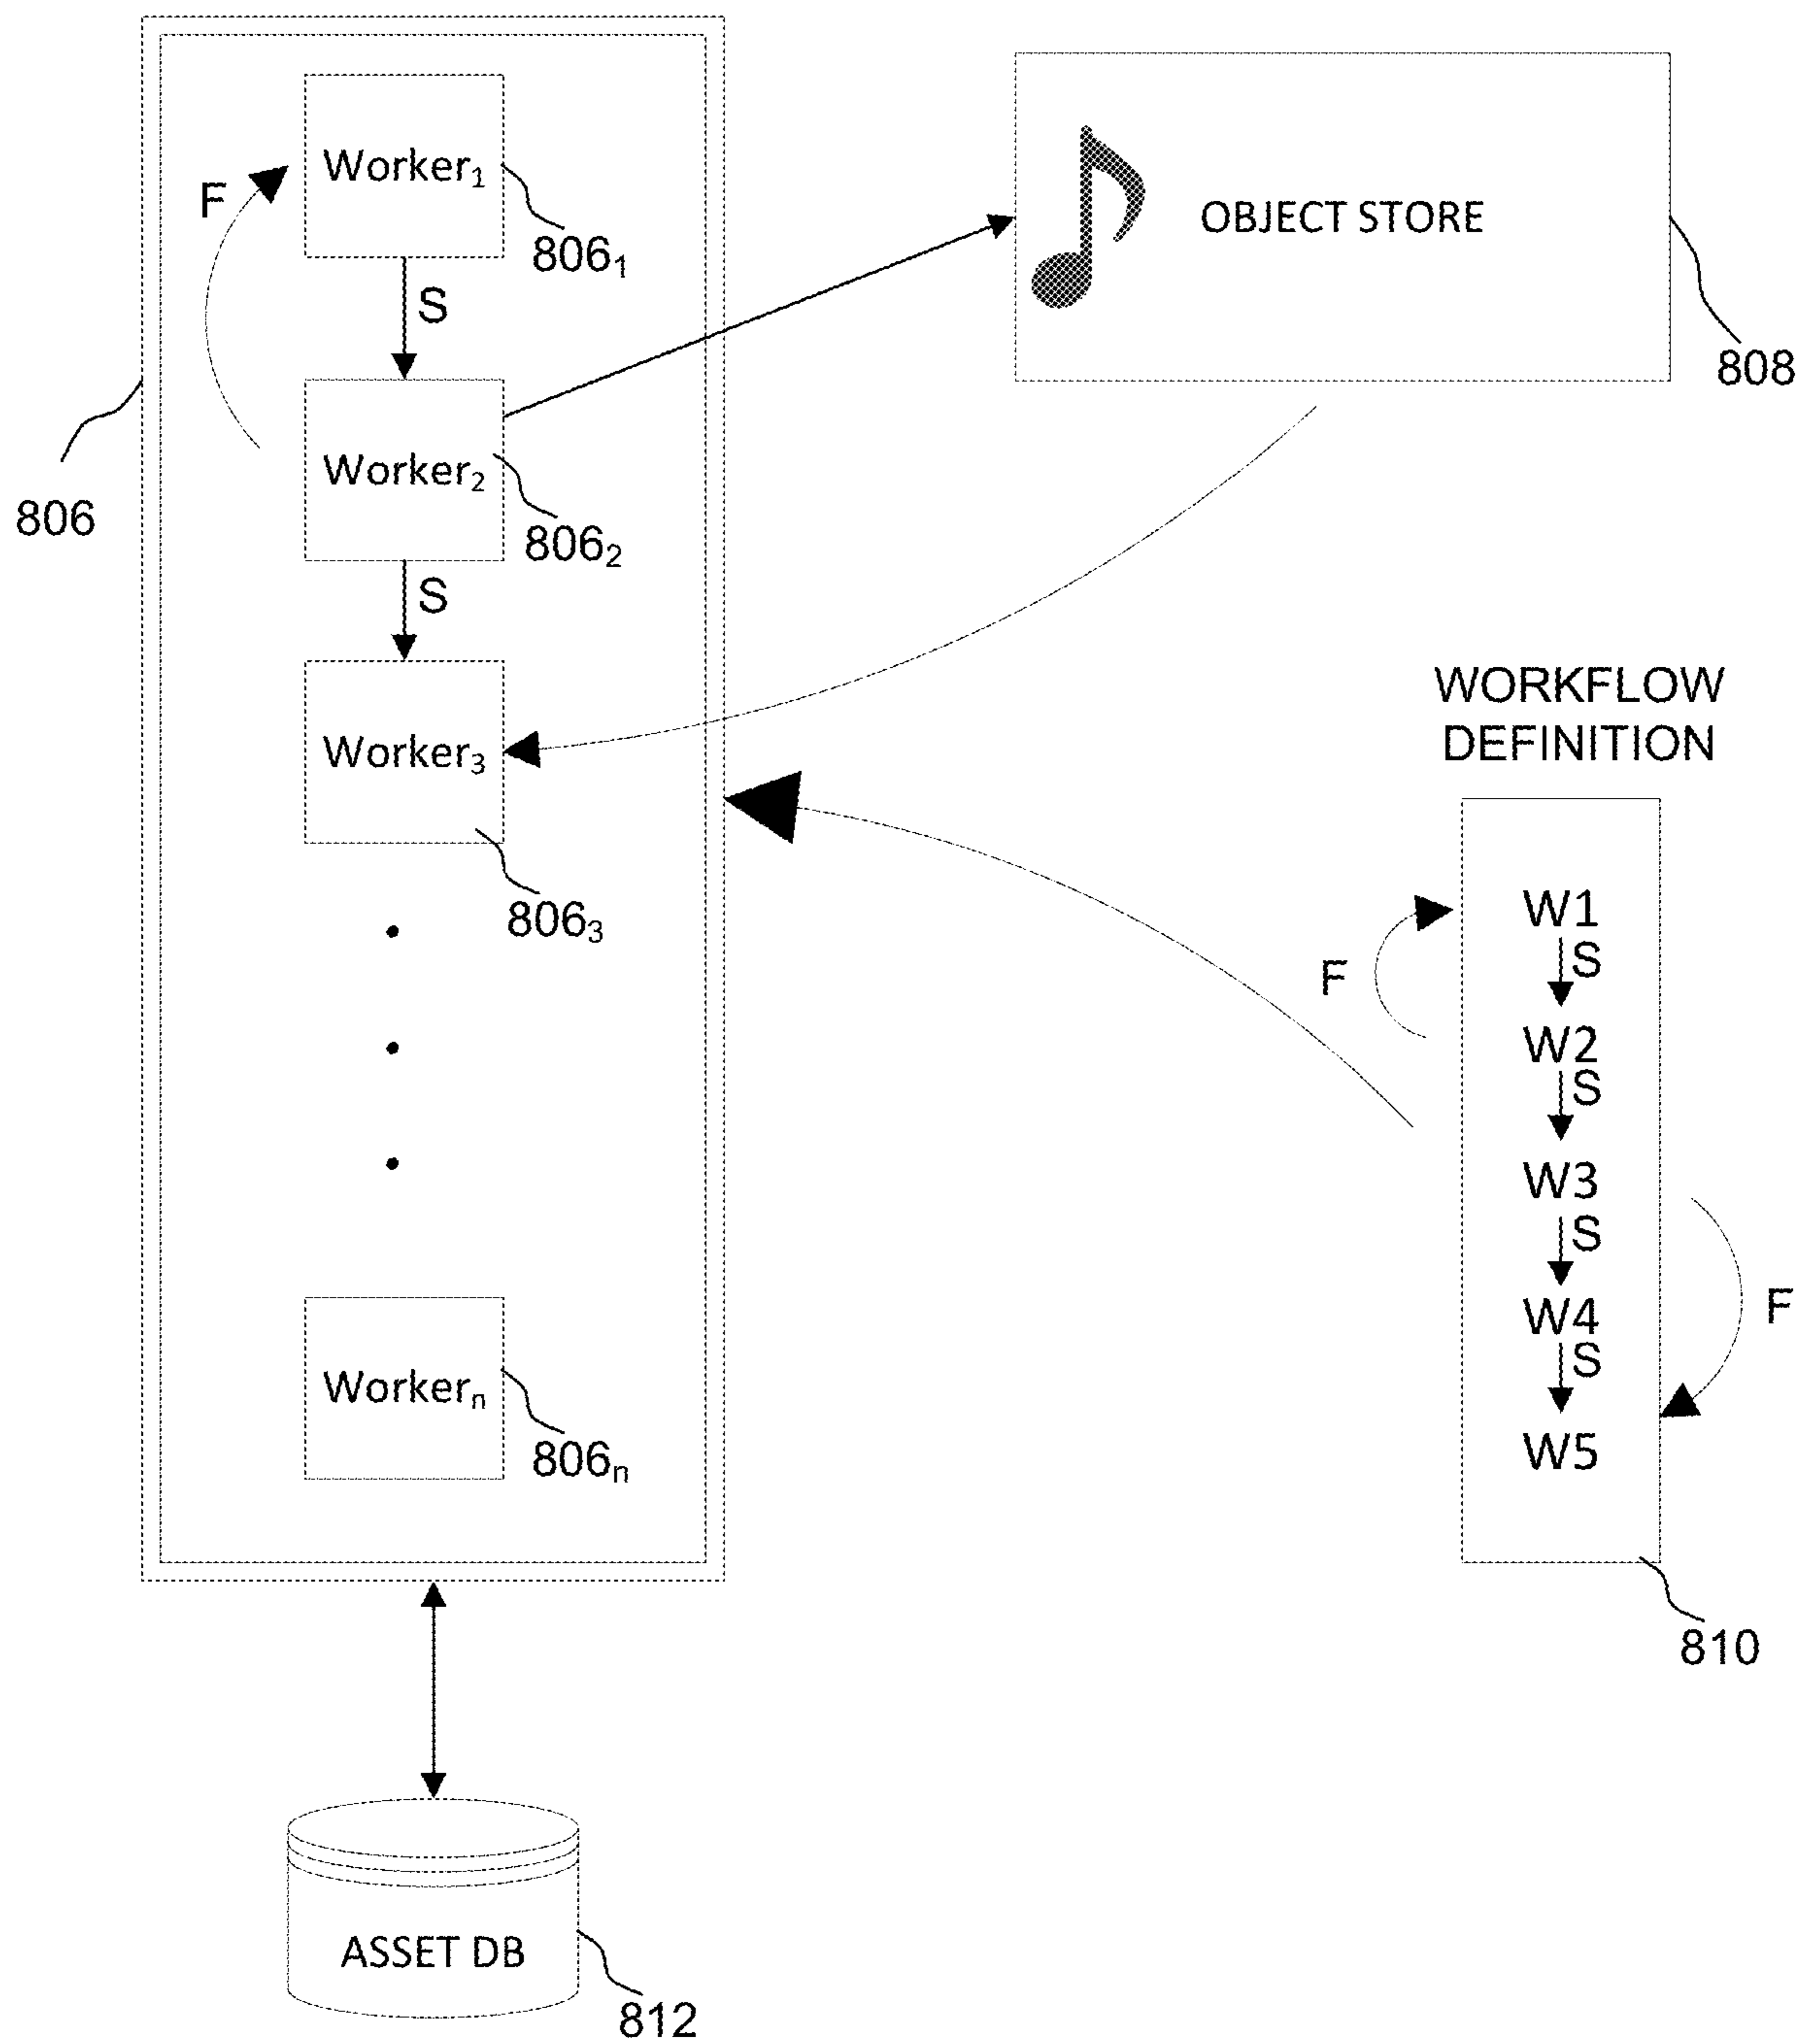 Worker₁
F
806₁
S
OBJECT STORE
808
806
Worker₂
806₂
S
Worker₃
806₃
WORKFLOW
DEFINITION
W1
S
F
W2
S
W3
S
F
W4
S
W5
810
Workerₙ
806ₙ
ASSET DB
812